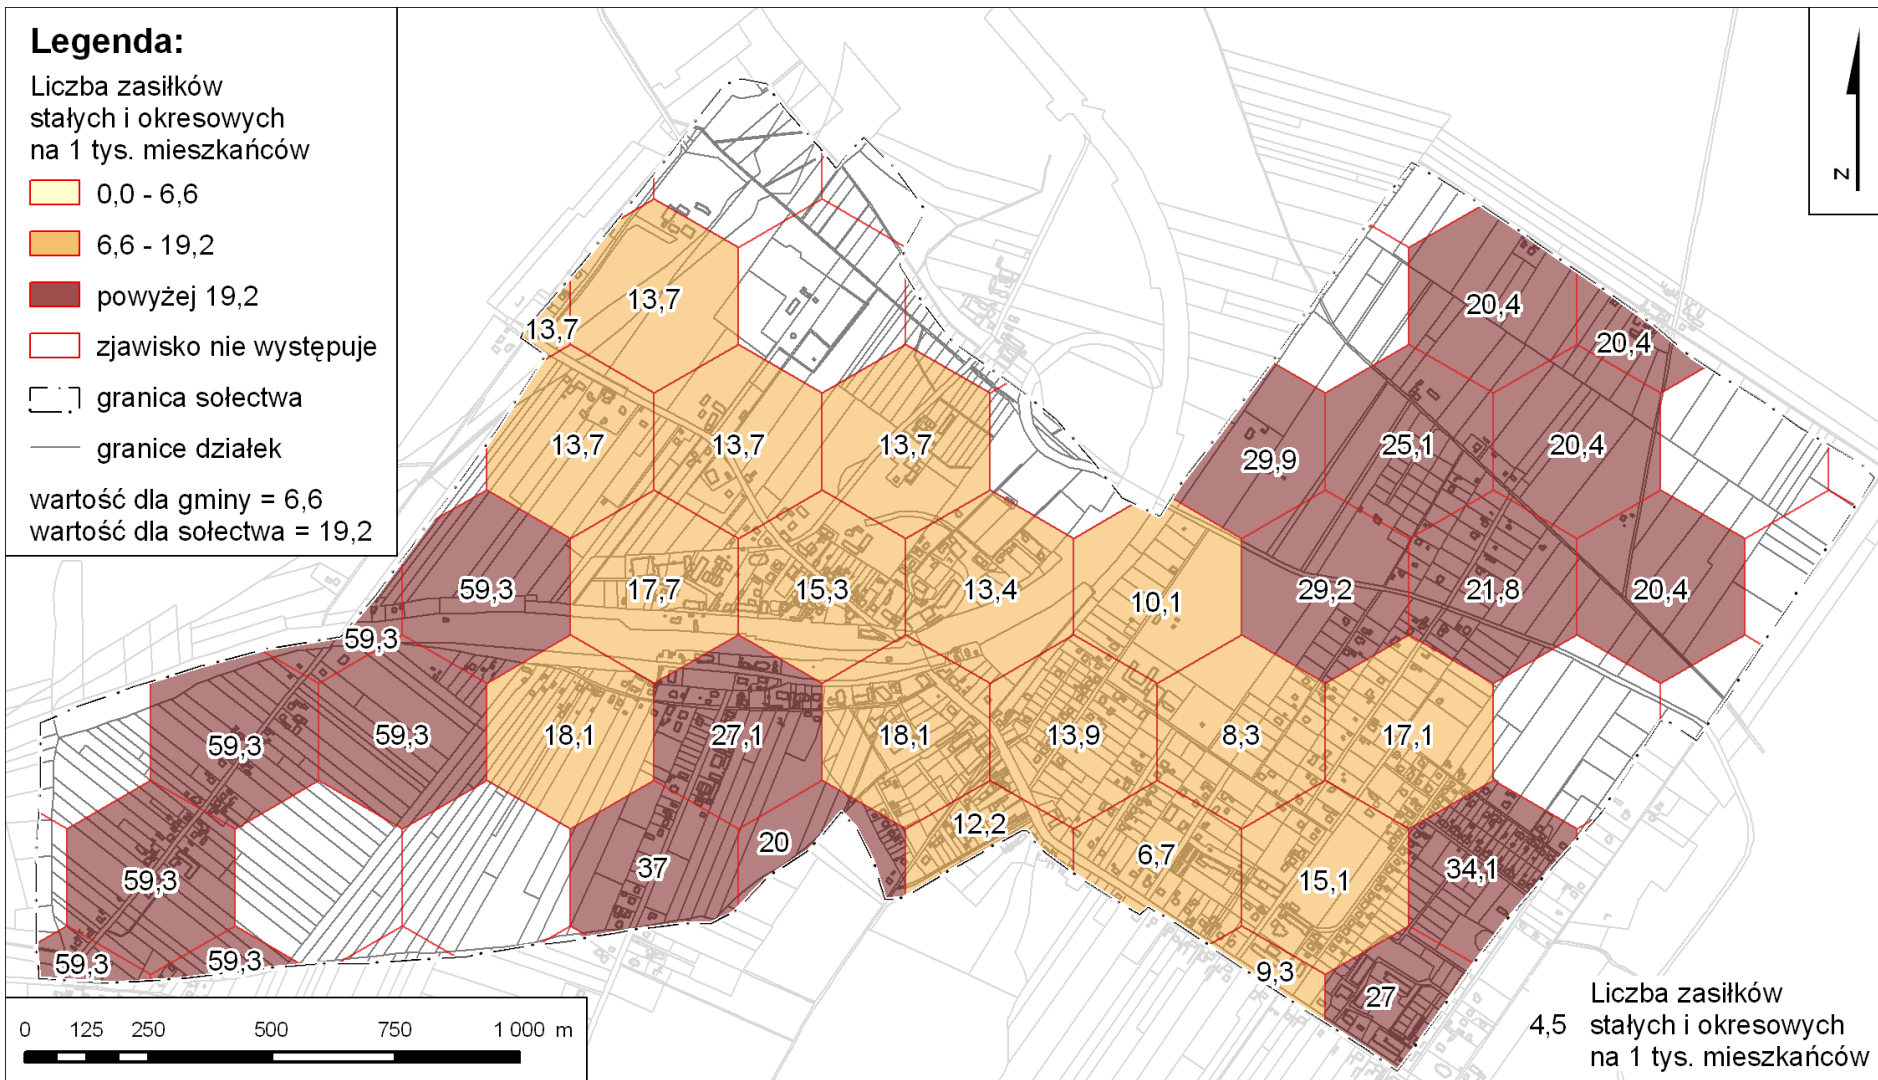 Legenda:
Liczba zasiłków
stałych i okresowych
na 1 tys. mieszkańców
0,0 - 6,6
6,6 - 19,2
powyżej 19,2
zjawisko nie występuje
granica sołectwa
granice działek
wartość dla gminy = 6,6
wartość dla sołectwa = 19,2
N
13,7
20,4
13,7
20,4
13,7
13,7
13,7
29,9
25,1
20,4
59,3
17,7
15,3
13,4
10,1
29,2
21,8
20,4
59,3
59,3
59,3
18,1
27,1
18,1
13,9
8,3
17,1
59,3
37
20
12,2
6,7
15,1
34,1
59,3
59,3
9,3
27
0 125 250 500 750 1 000 m
Liczba zasiłków
4,5 stałych i okresowych
na 1 tys. mieszkańców